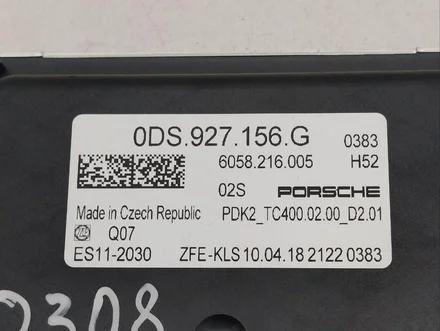 0DS.927.156.G 0383
6058.216.005 H52
02S PORSCHE
Made in Czech Republic PDK2_TC400.02.00_D2.01
Q07
ES11-2030 ZFE-KLS 10.04.18 2122 0383
2308